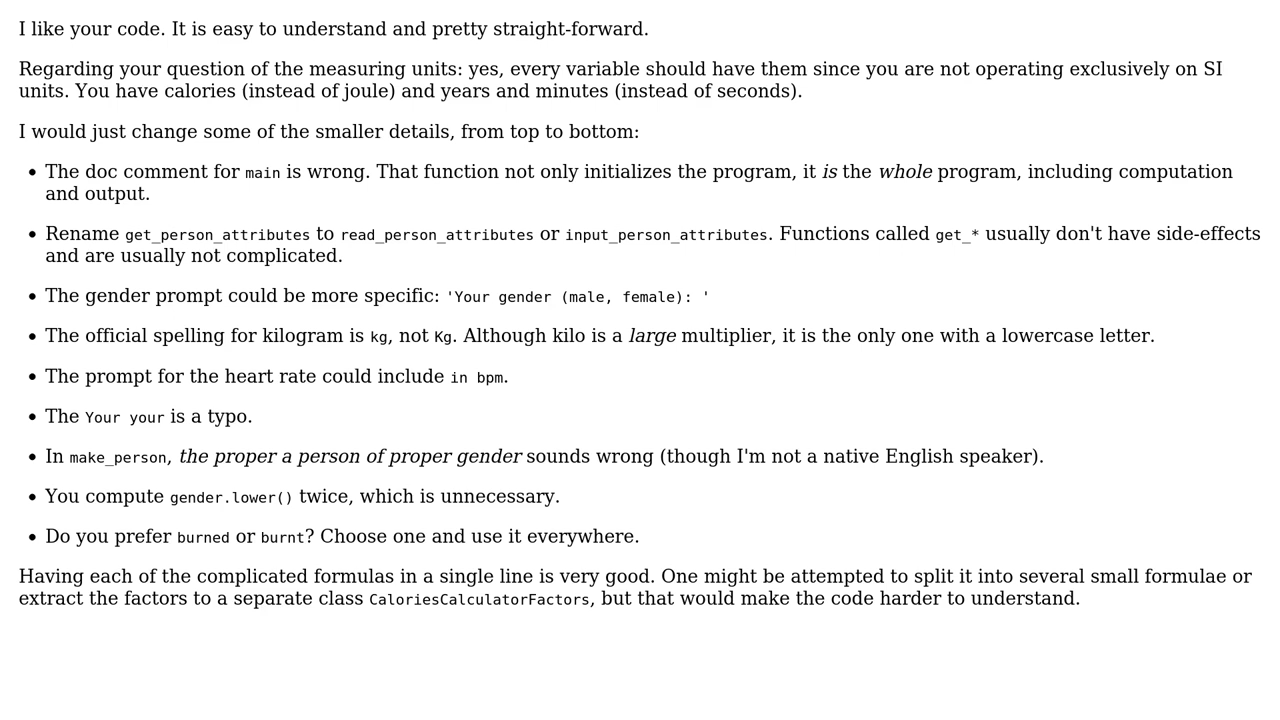 I like your code. It is easy to understand and pretty straight-forward.
Regarding your question of the measuring units: yes, every variable should have them since you are not operating exclusively on SI
units. You have calories (instead of joule) and years and minutes (instead of seconds).
I would just change some of the smaller details, from top to bottom:
• The doc comment for main is wrong. That function not only initializes the program, it is the whole program, including computation
and output.
• Rename get_person_attributes to read_person_attributes or input_person_attributes. Functions called get_* usually don't have side-effects
and are usually not complicated.
• The gender prompt could be more specific: 'Your gender (male, female): '
• The official spelling for kilogram is kg, not Kg. Although kilo is a large multiplier, it is the only one with a lowercase letter.
• The prompt for the heart rate could include in bpm.
• The Your your is a typo.
• In make_person, the proper a person of proper gender sounds wrong (though I'm not a native English speaker).
• You compute gender.lower() twice, which is unnecessary.
• Do you prefer burned or burnt? Choose one and use it everywhere.
Having each of the complicated formulas in a single line is very good. One might be attempted to split it into several small formulae or
extract the factors to a separate class CaloriesCalculatorFactors, but that would make the code harder to understand.